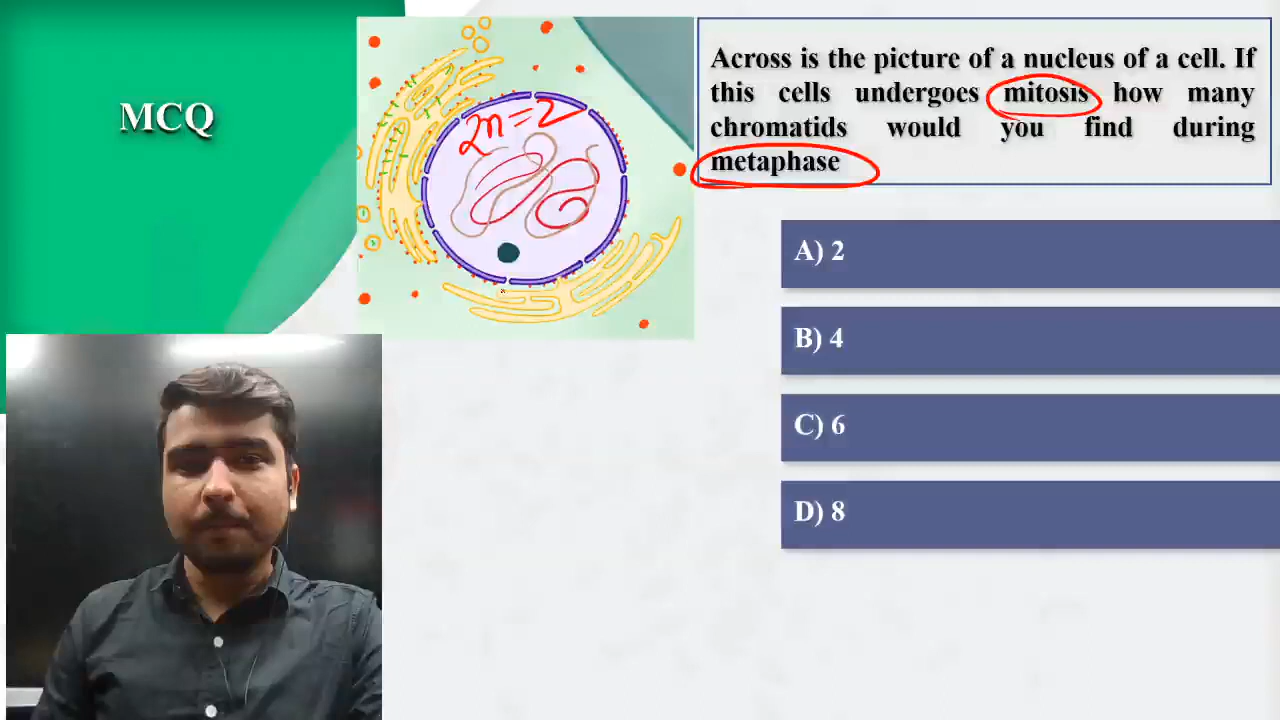 MCQ
2n=2
Across is the picture of a nucleus of a cell. If
this cells undergoes mitosis how many
chromatids would you find during
metaphase
A) 2
B) 4
C) 6
D) 8